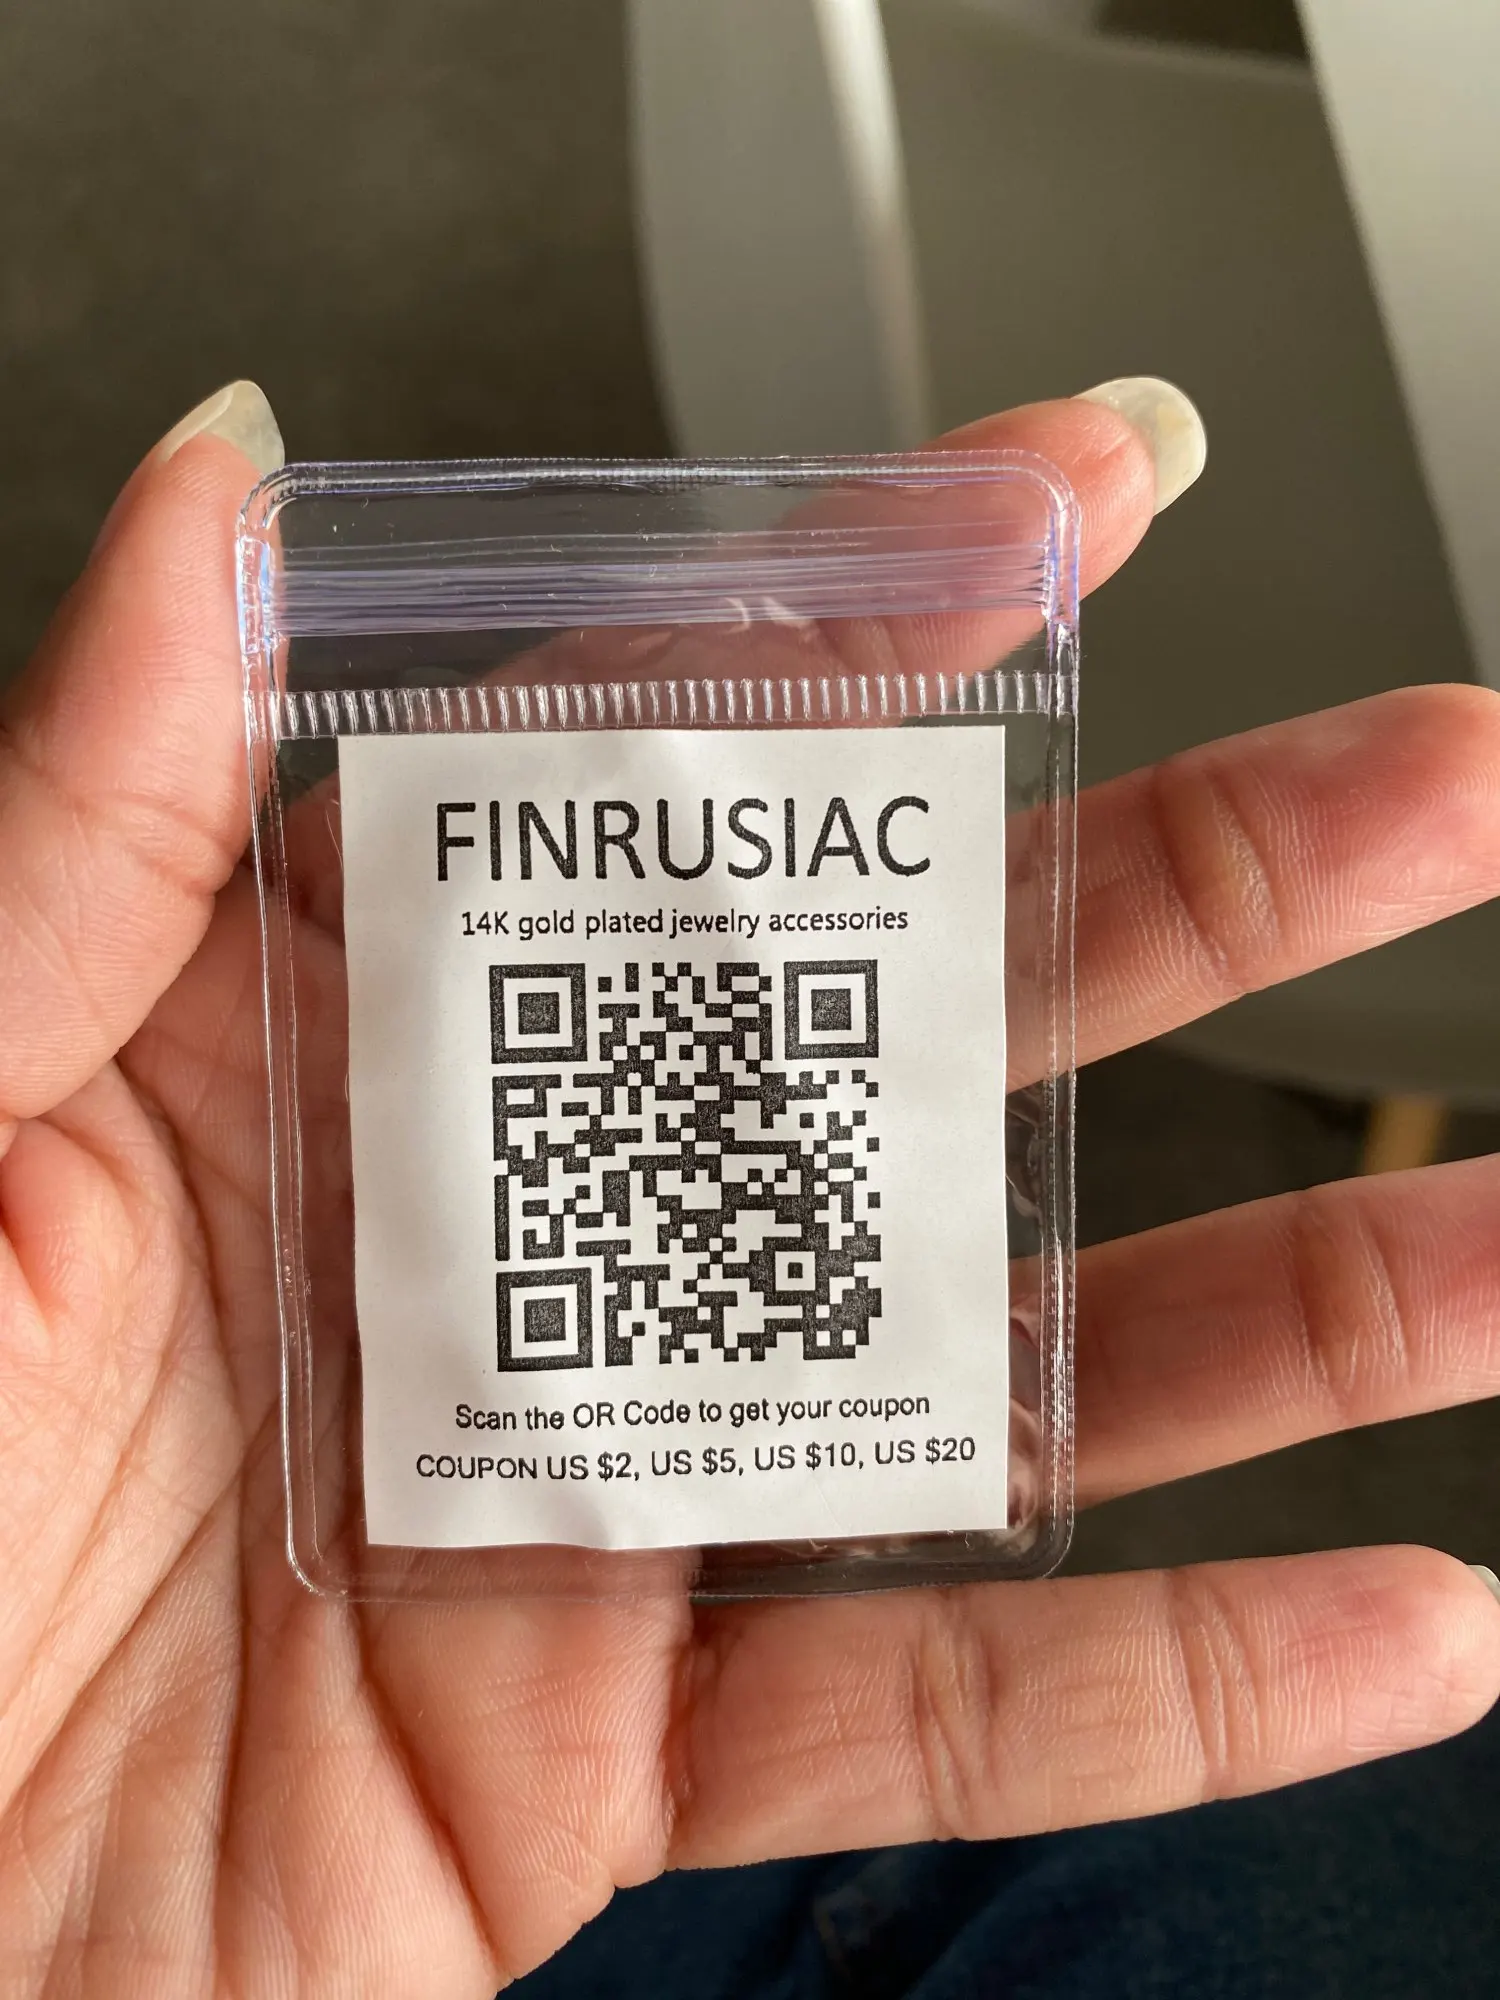 FINRUSIAC
14K gold plated jewelry accessories
Scan the OR Code to get your coupon
COUPON US $2, US $5, US $10, US $20